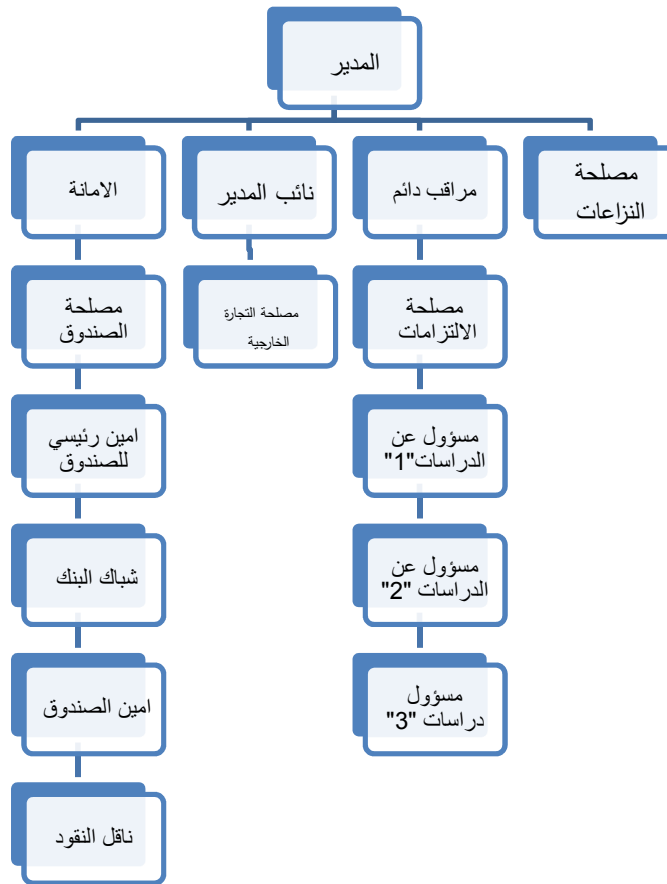 المدير
مصلحة
النزاعات
مراقب دائم
نائب المدير
الامانة
مصلحة
الالتزامات
مصلحة التجارة
الخارجية
مصلحة
الصندوق
مسؤول عن
الدراسات"1"
امين رئيسي
للصندوق
مسؤول عن
الدراسات "2"
شباك البنك
مسؤول
دراسات "3"
امين الصندوق
ناقل النقود